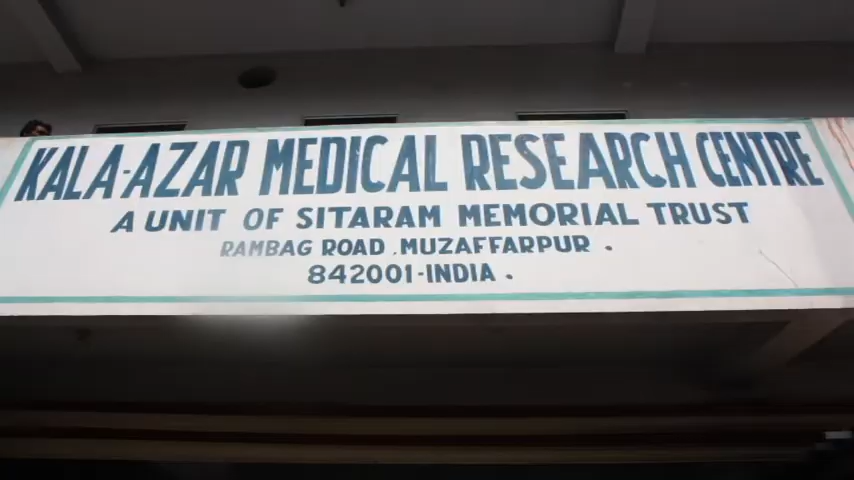 KALA-AZAR MEDICAL RESEARCH CENTRE
A UNIT OF SITARAM MEMORIAL TRUST
RAMBAG ROAD, MUZAFFARPUR.
842001-INDIA.